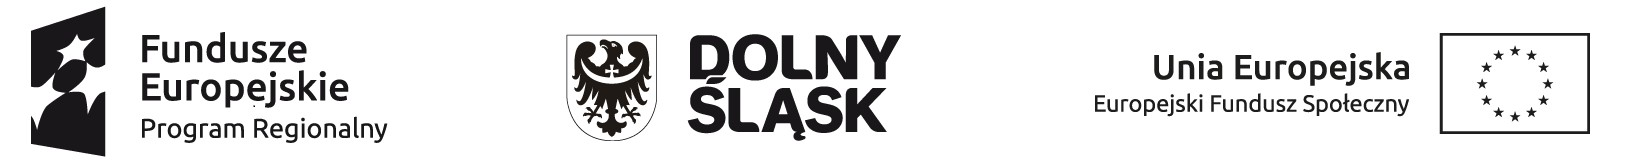 Fundusze
Europejskie
Program Regionalny
DOLNY
ŚLĄSK
Unia Europejska
Europejski Fundusz Społeczny